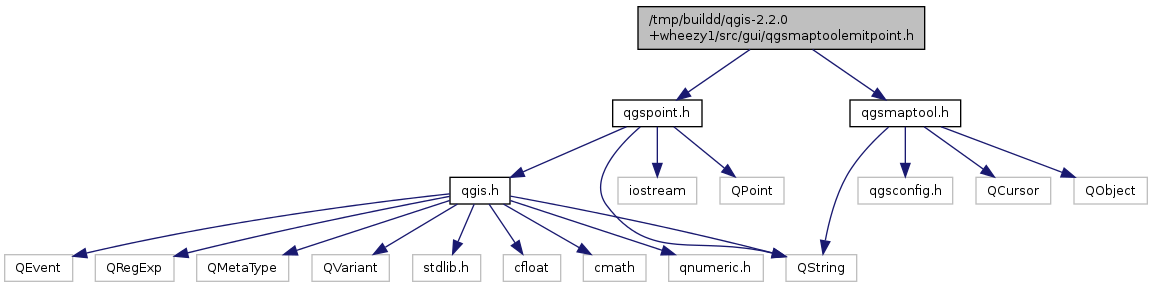 /tmp/buildd/qgis-2.2.0
+wheezy1/src/gui/qgsmaptoolemitpoint.h
qgspoint.h
qgsmaptool.h
qgis.h
iostream
QPoint
qgsconfig.h
QCursor
QObject
QEvent
QRegExp
QMetaType
QVariant
stdlib.h
cfloat
cmath
qnumeric.h
QString